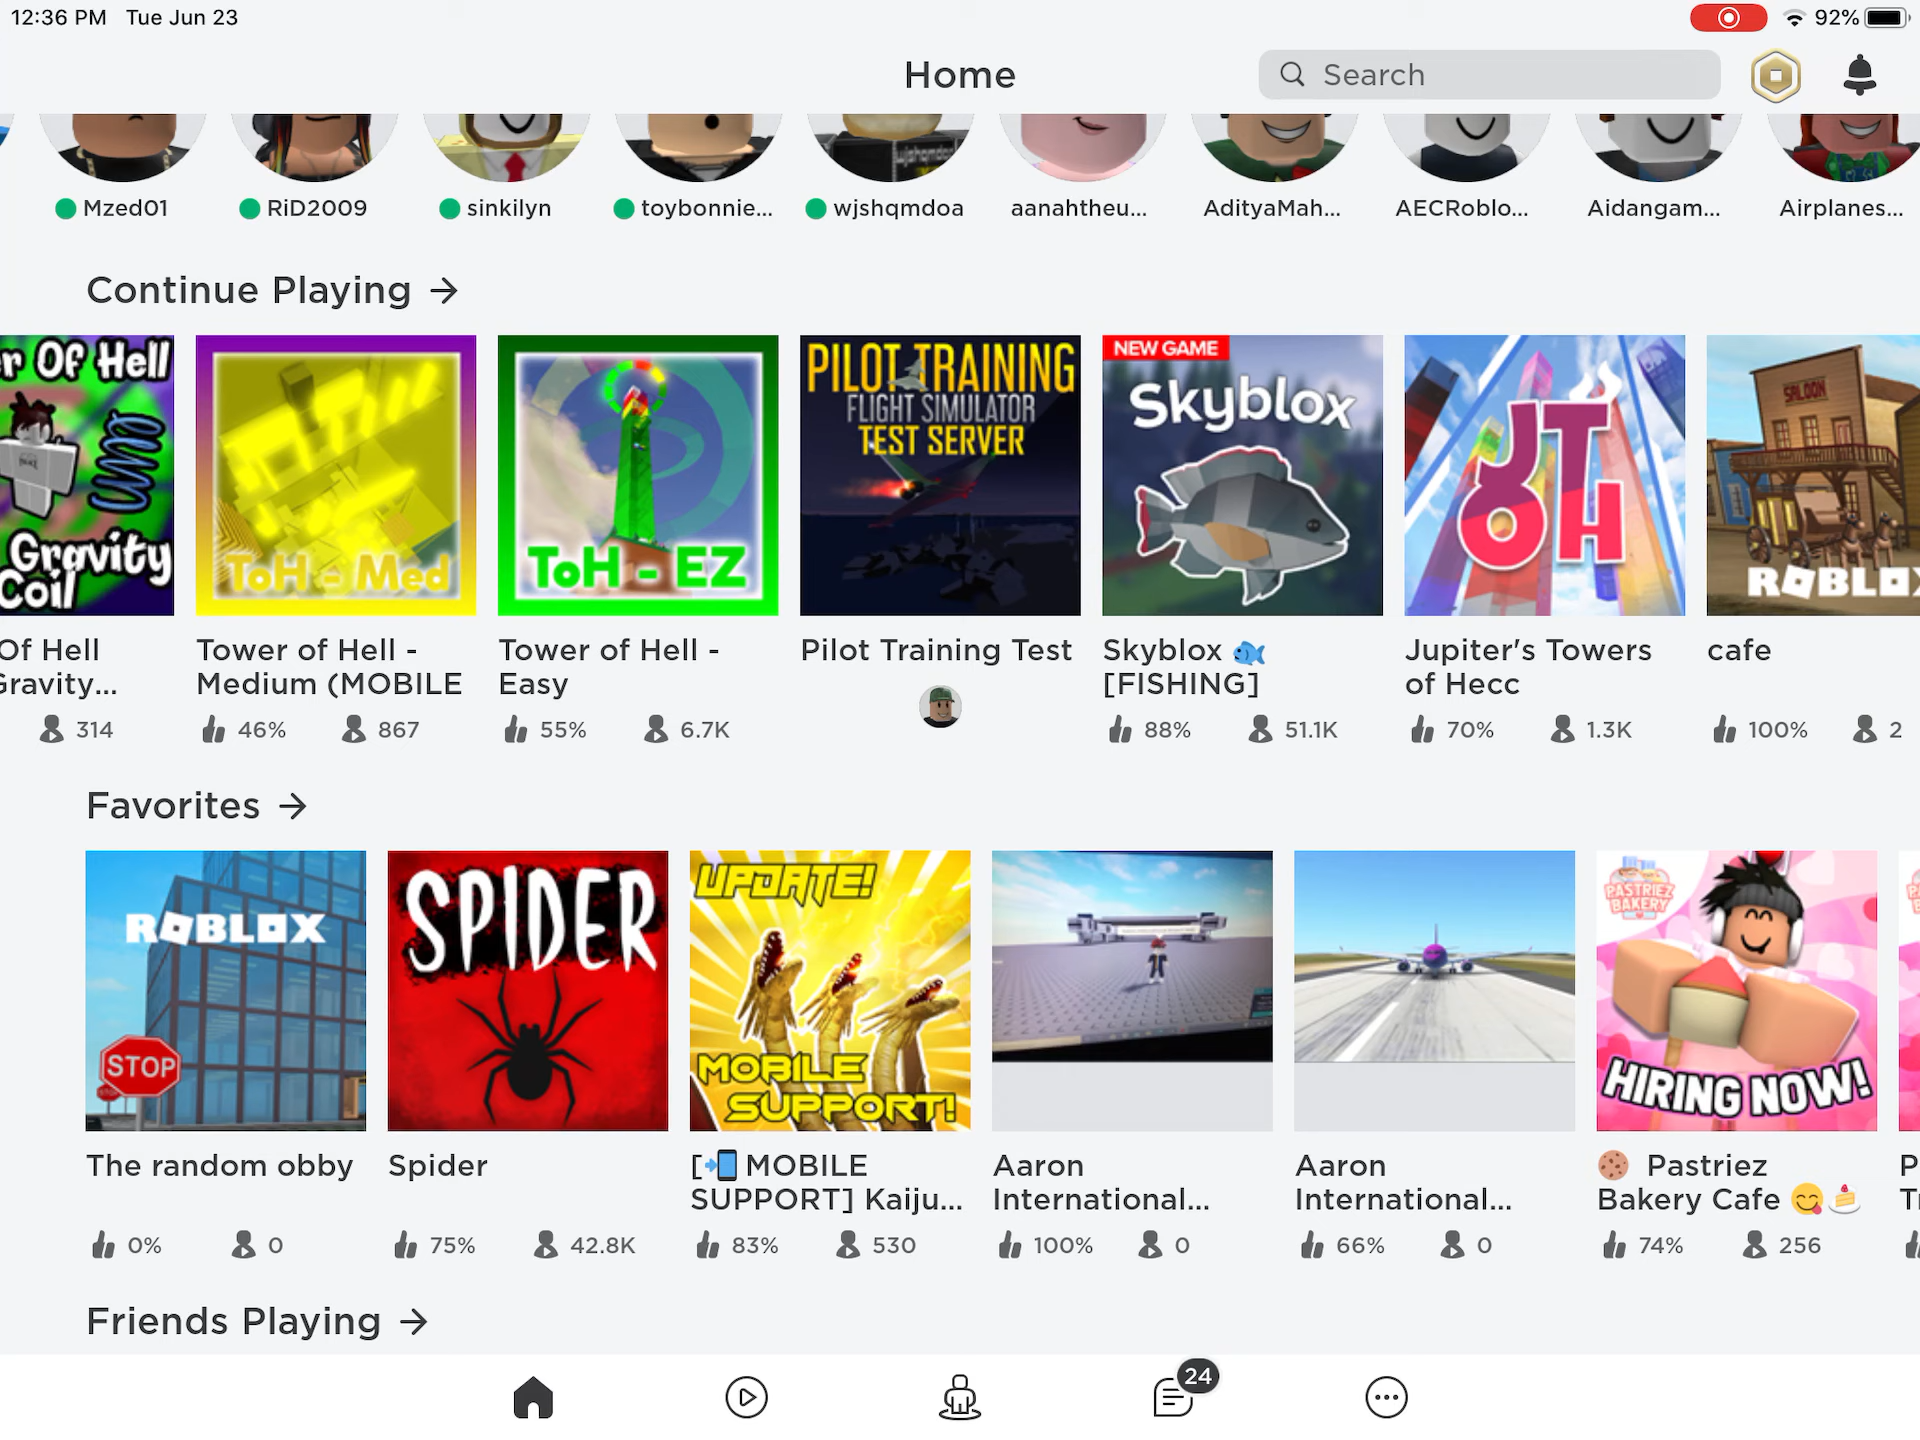 12:36 PM Tue Jun 23
92%
Home
Search
Mzed01
RiD2009
sinkilyn
toybonnie...
wjshqmdoa
aanahtheu...
AdityaMah...
AECRoblo...
Aidangam...
Airplanes...
Continue Playing →
r Of Hell
Gravity
Coil
Of Hell
Gravity...
314
ToH - Med
Tower of Hell -
Medium (MOBILE
46% 867
ToH - EZ
Tower of Hell -
Easy
55% 6.7K
PILOT TRAINING
FLIGHT SIMULATOR
TEST SERVER
Pilot Training Test
NEW GAME
Skyblox
Skyblox 🐟
[FISHING]
88% 51.1K
JT
OH
Jupiter's Towers
of Hecc
70% 1.3K
SALOON
ROBLOX
cafe
100% 2
Favorites →
ROBLOX
STOP
The random obby
0% 0
SPIDER
Spider
75% 42.8K
UPDATE!
MOBILE
SUPPORT!
[📲 MOBILE
SUPPORT] Kaiju...
83% 530
Aaron
International...
100% 0
Aaron
International...
66% 0
PASTRIEZ
BAKERY
HIRING NOW!
🍪 Pastriez
Bakery Cafe 😋🍰
74% 256
P
Tr
Friends Playing →
24